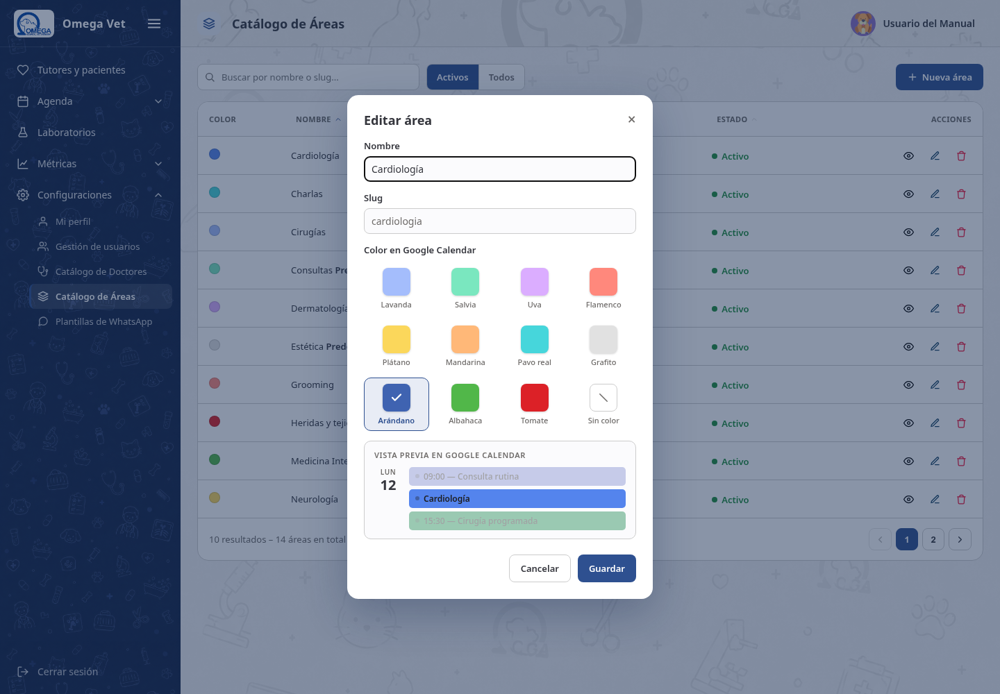 OMEGA
Omega Vet
Catálogo de Áreas
Usuario del Manual
Tutores y pacientes
Agenda
Laboratorios
Métricas
Configuraciones
Mi perfil
Gestión de usuarios
Catálogo de Doctores
Catálogo de Áreas
Plantillas de WhatsApp
Cerrar sesión
Buscar por nombre o slug...
Activos
Todos
Nueva área
COLOR
NOMBRE
ESTADO
ACCIONES
Cardiología
Activo
Charlas
Activo
Cirugías
Activo
Consultas Pre
Activo
Dermatología
Activo
Estética Pred
Activo
Grooming
Activo
Heridas y teji
Activo
Medicina Inte
Activo
Neurología
Activo
10 resultados – 14 áreas en total
1
2
Editar área
Nombre
Cardiología
Slug
cardiologia
Color en Google Calendar
Lavanda
Salvia
Uva
Flamenco
Plátano
Mandarina
Pavo real
Grafito
Arándano
Albahaca
Tomate
Sin color
VISTA PREVIA EN GOOGLE CALENDAR
LUN
12
09:00 — Consulta rutina
Cardiología
15:30 — Cirugía programada
Cancelar
Guardar